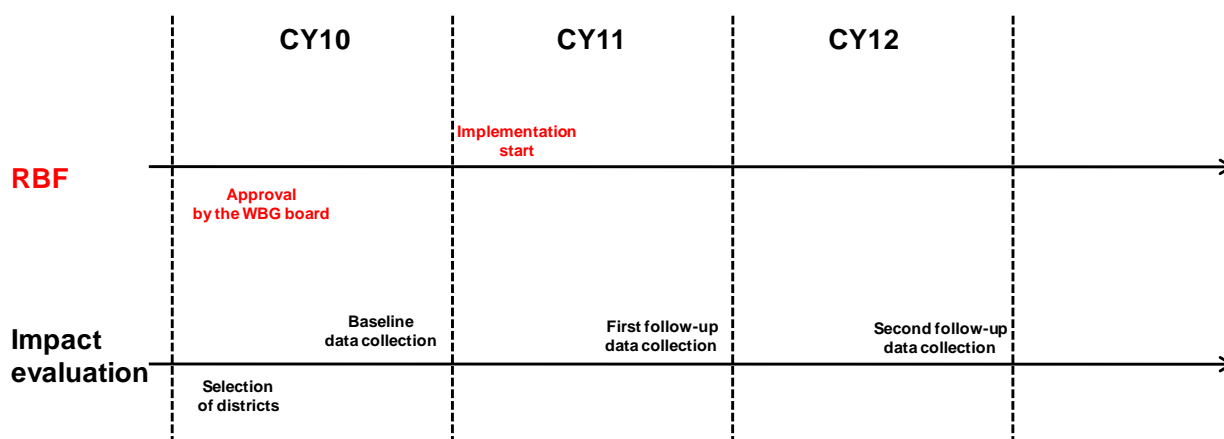 CY10
CY11
CY12
Implementation
start
RBF
Approval
by the WBG board
Baseline
data collection
First follow-up
data collection
Second follow-up
data collection
Impact
evaluation
Selection
of districts